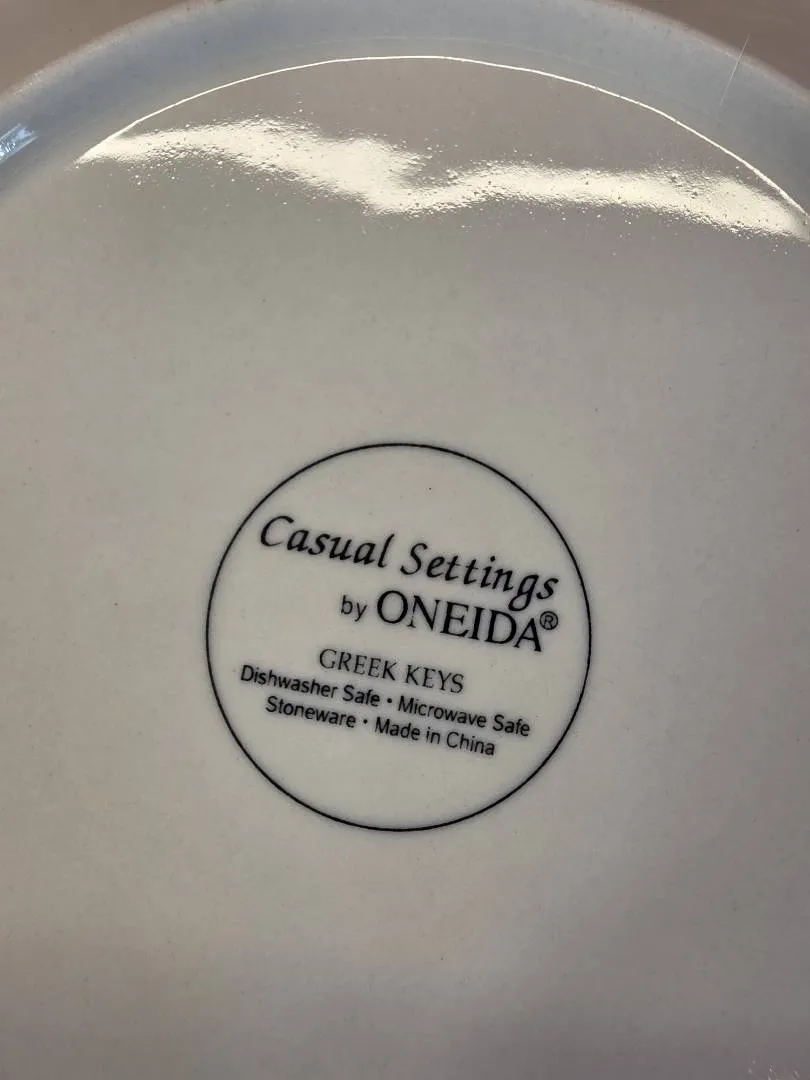 Casual Settings
by ONEIDA®
GREEK KEYS
Dishwasher Safe • Microwave Safe
Stoneware • Made in China